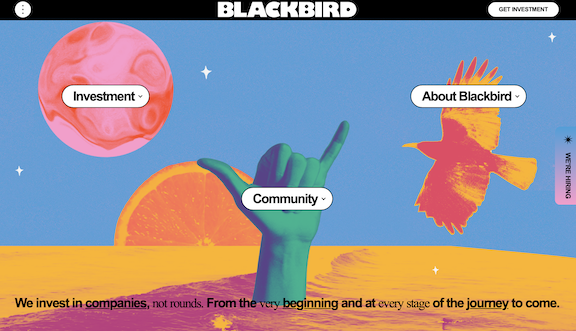 BLACKBIRD
GET INVESTMENT
Investment
About Blackbird
WE'RE HIRING
Community
We invest in companies, not rounds. From the very beginning and at every stage of the journey to come.